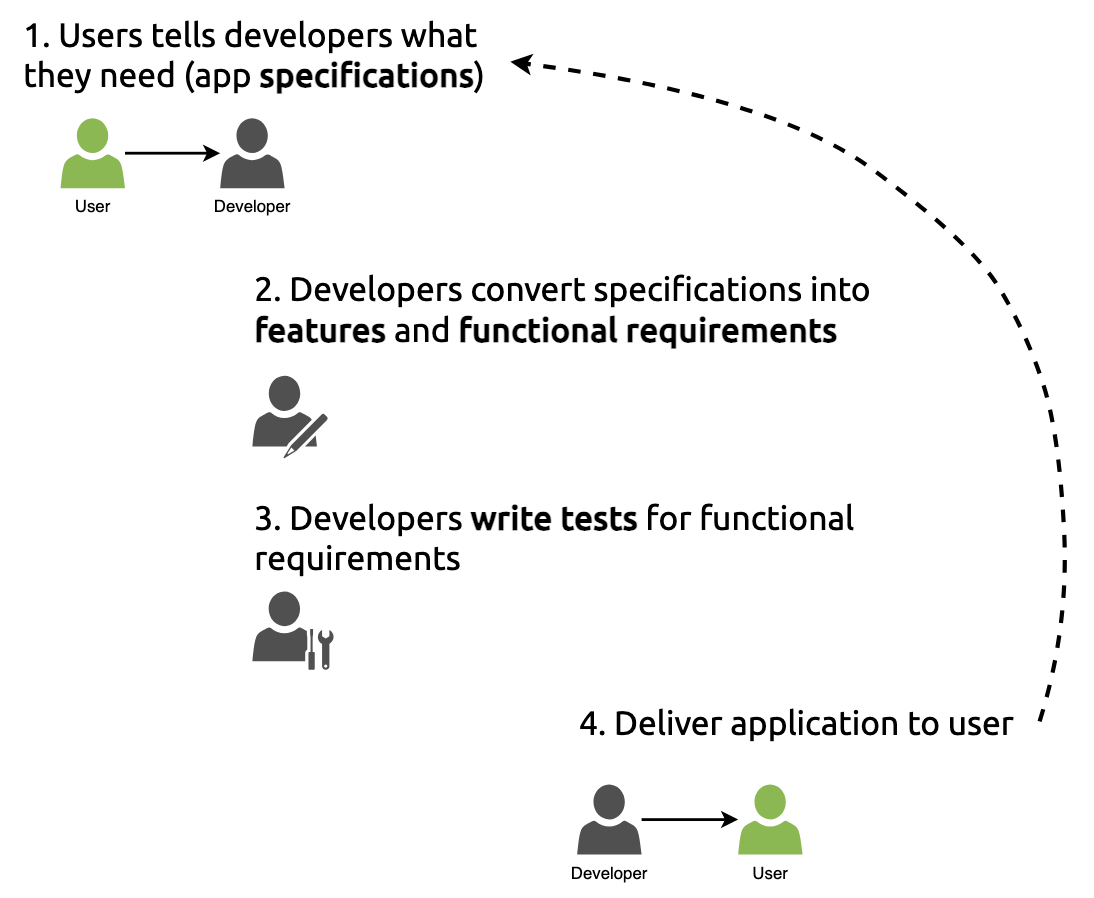 1. Users tells developers what
they need (app specifications)
User
Developer
2. Developers convert specifications into
features and functional requirements
3. Developers write tests for functional
requirements
4. Deliver application to user
Developer
User